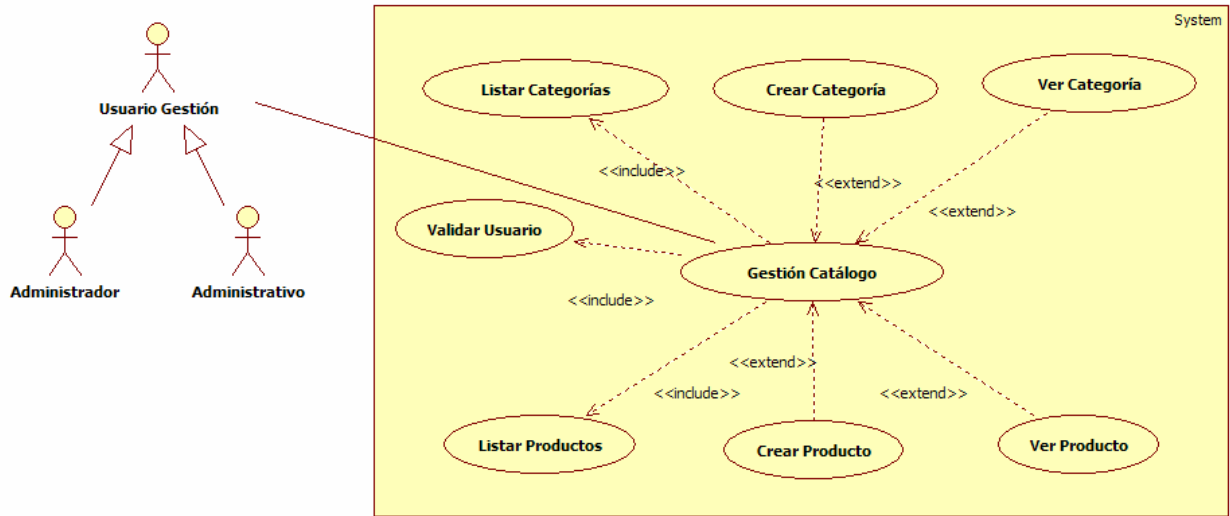 System
Listar Categorías
Crear Categoría
Ver Categoría
Usuario Gestión
<<include>>
<<extend>>
<<extend>>
Validar Usuario
Gestión Catálogo
Administrador
Administrativo
<<include>>
<<extend>>
<<include>>
<<extend>>
Listar Productos
Crear Producto
Ver Producto